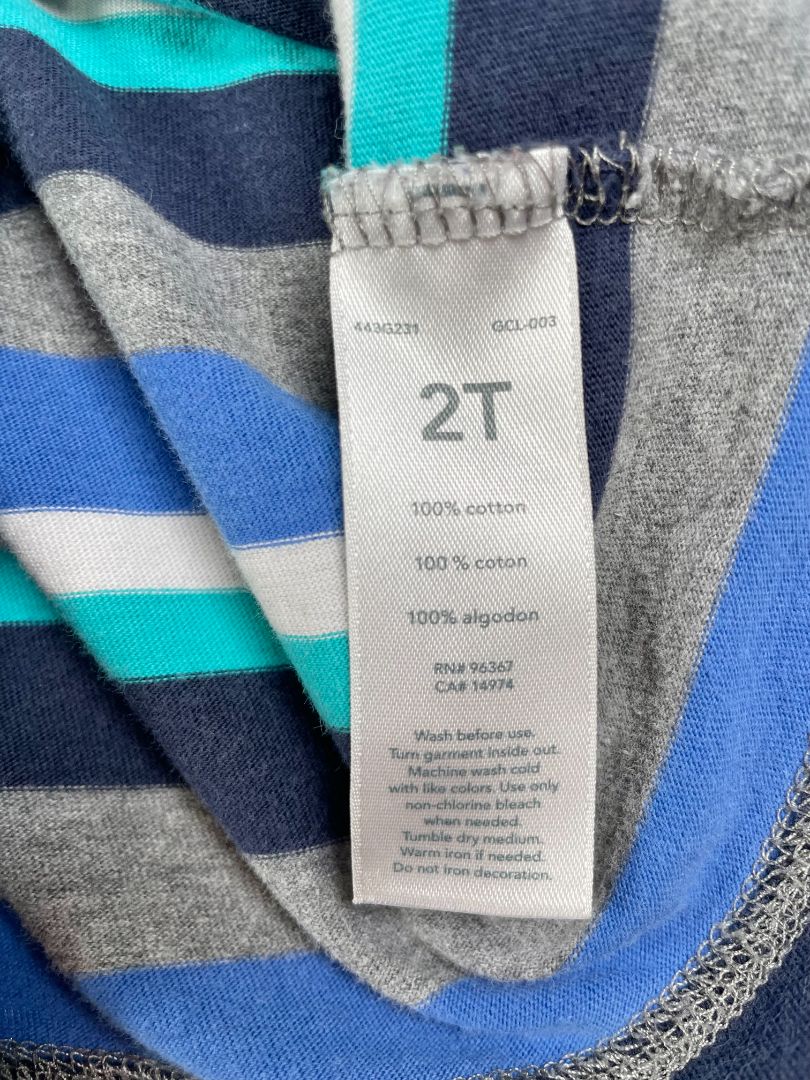 443G231 GCL-003
2T
100% cotton
100 % coton
100% algodon
RN# 96367
CA# 14974
Wash before use.
Turn garment inside out.
Machine wash cold
with like colors. Use only
non-chlorine bleach
when needed.
Tumble dry medium.
Warm iron if needed.
Do not iron decoration.